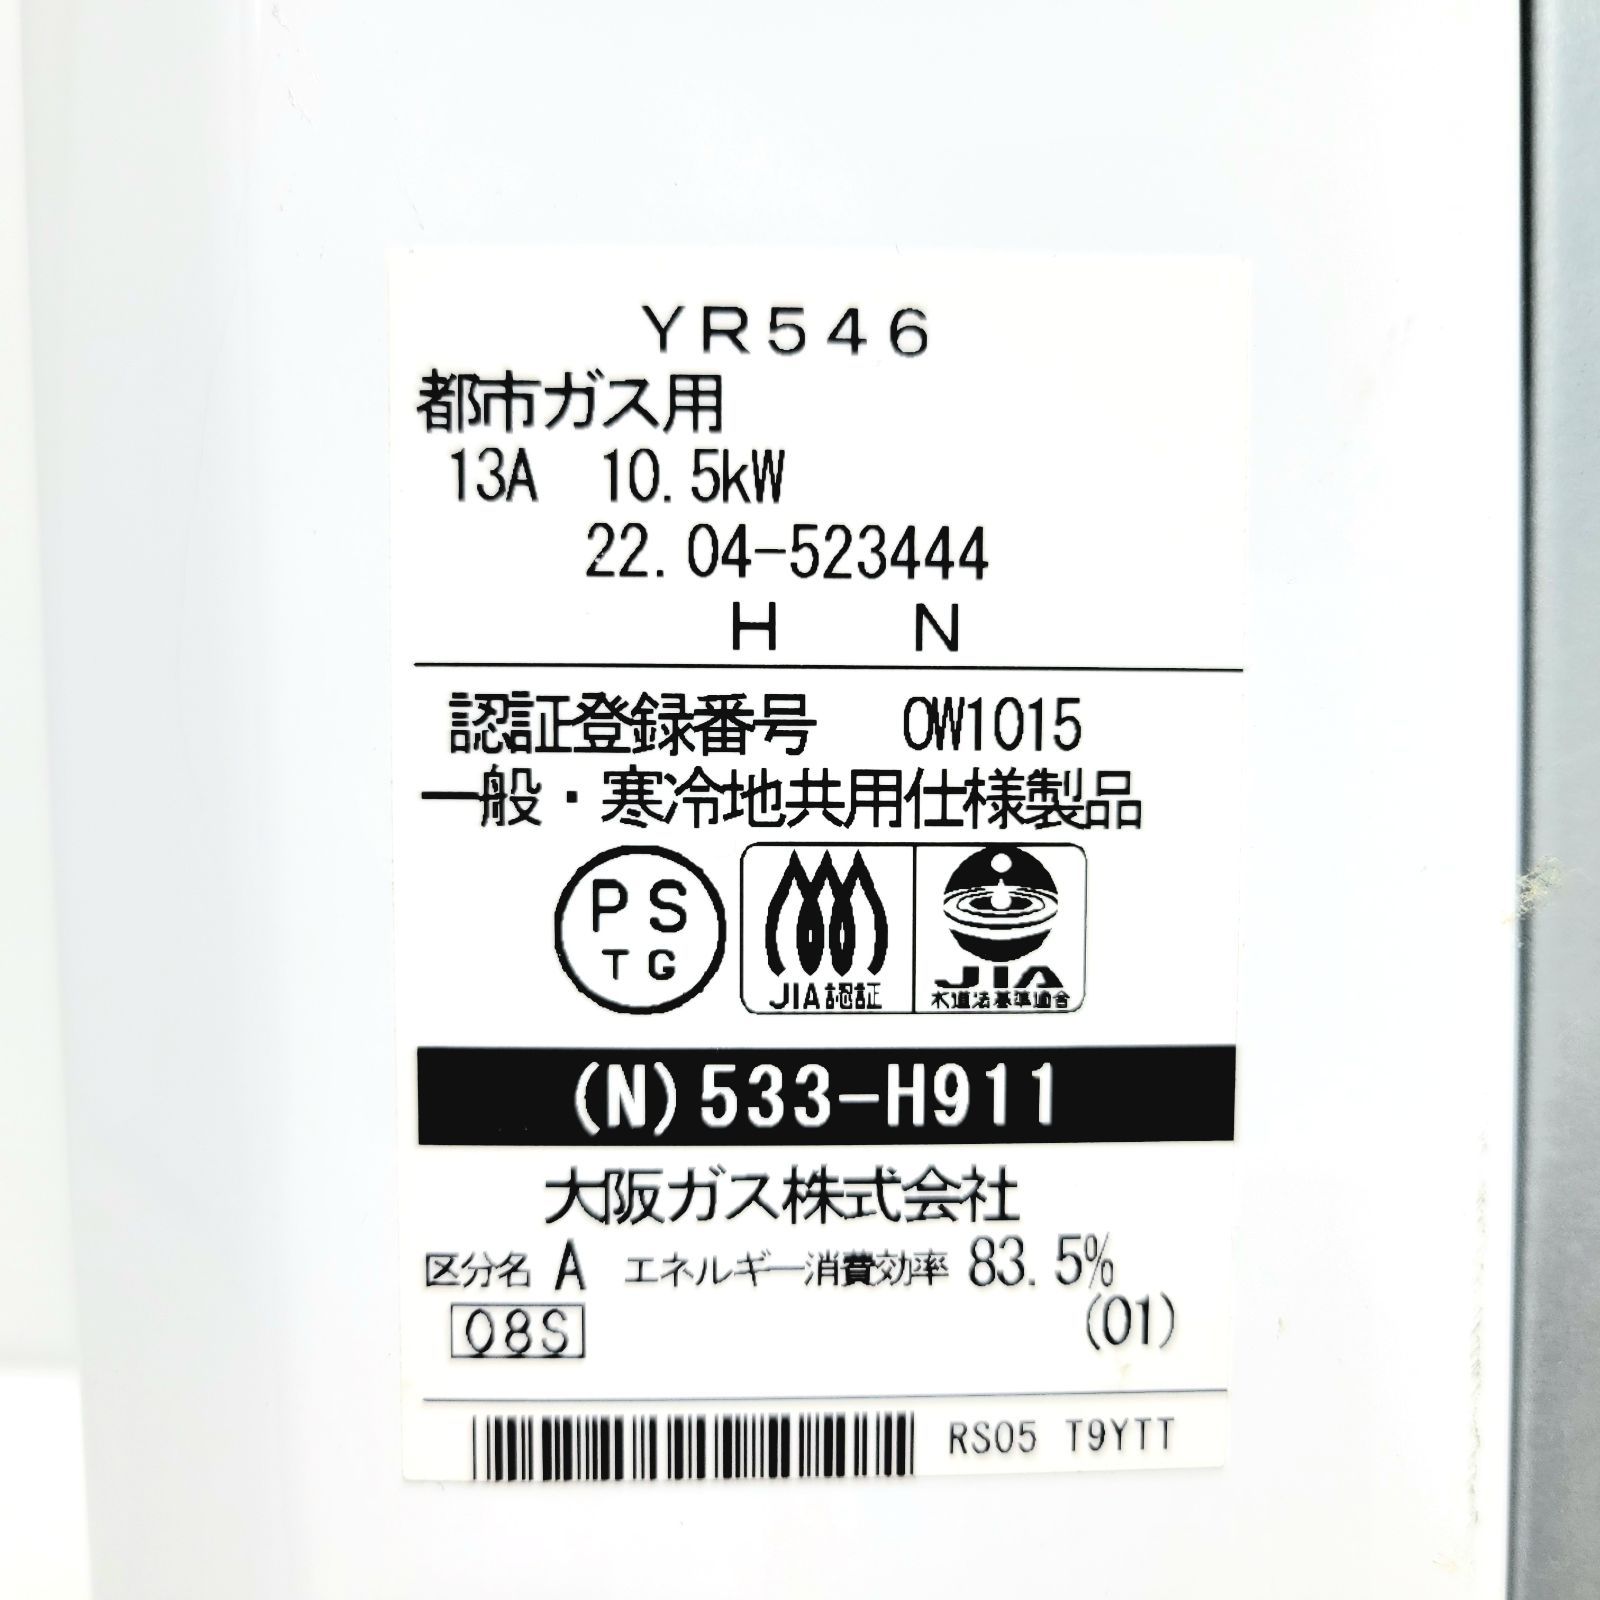 YR546
都市ガス用
13A 10.5kW
22.04-523444
H N
認証登録番号 OW1015
一般・寒冷地共用仕様製品
PS
TG
JIA認証
JIA
水道法基準適合
(N)533-H911
大阪ガス株式会社
区分名 A エネルギー消費効率 83.5%
08S (01)
RS05 T9YTT